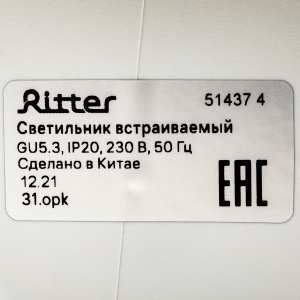 Ritter 51437 4
Светильник встраиваемый
GU5.3, IP20, 230 В, 50 Гц
Сделано в Китае
12.21
31.opk
EAC